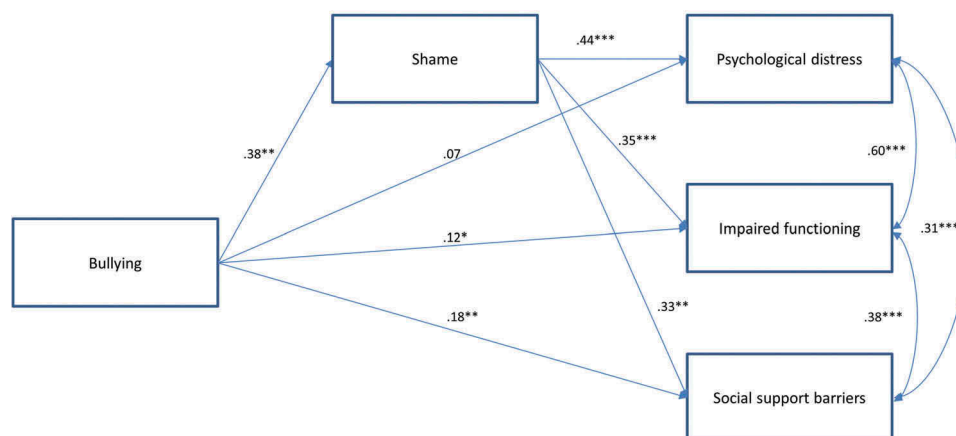 .44***
Shame
Psychological distress
.35***
.38**
.07
.60***
Impaired functioning
.31***
.12*
Bullying
.33**
.18**
.38***
Social support barriers